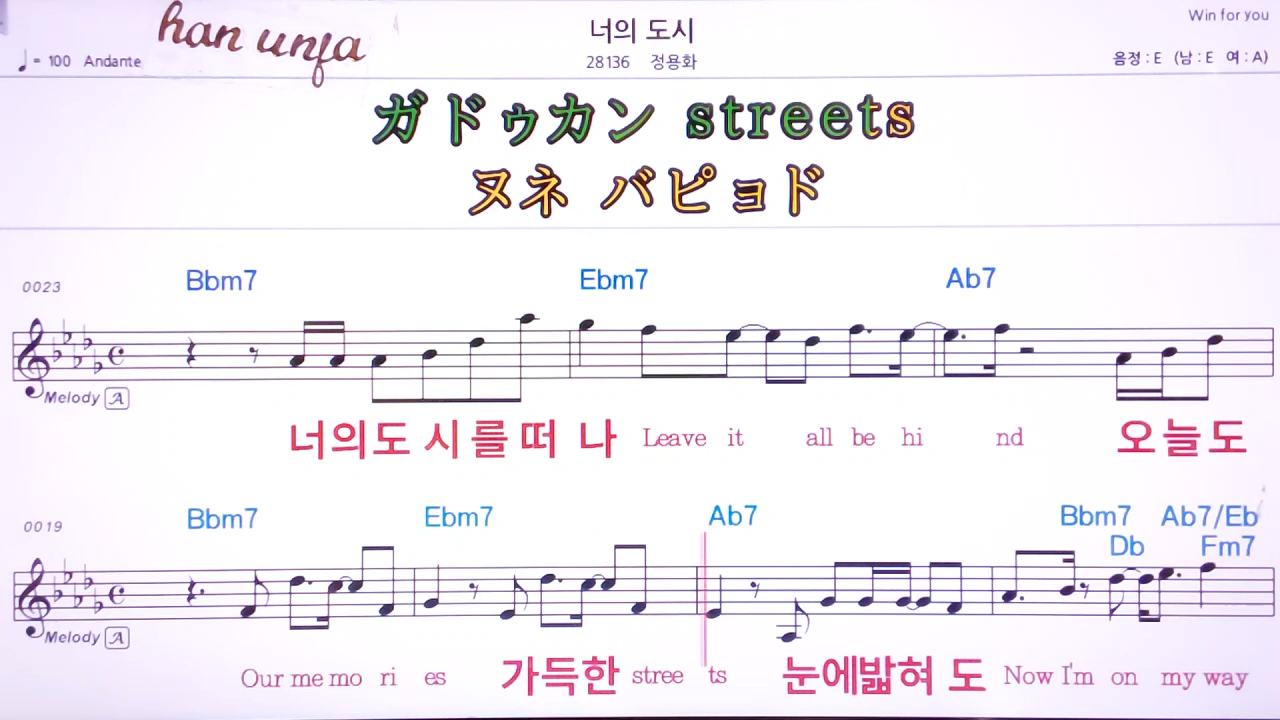 han unfa
너의 도시
Win for you
♩= 100 Andante
28136 정용화
음정 : E (남 : E 여 : A)
ガドゥカン streets
ヌネ バピョド
0023
Bbm7 Ebm7 Ab7
Melody A
너의도 시 를 떠 나 Leave it all be hi nd 오늘도
0019
Bbm7 Ebm7 Ab7 Bbm7 Ab7/Eb
Db Fm7
Melody A
Our me mo ri es 가득한 stree ts 눈에밟혀 도 Now I'm on my way